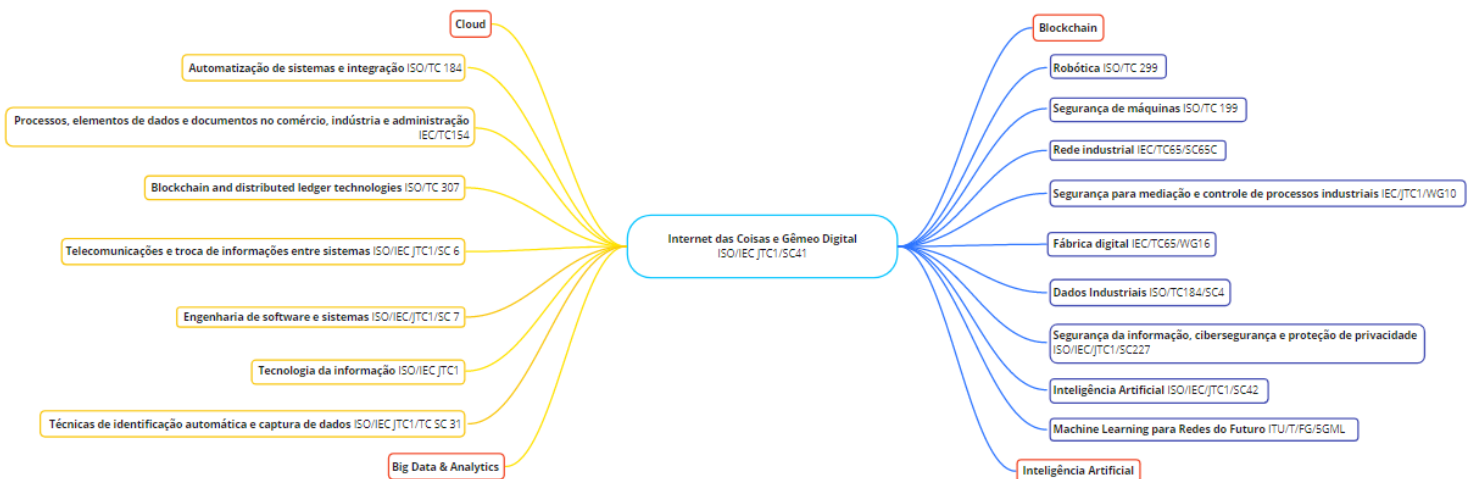 Cloud
Automatização de sistemas e integração ISO/TC 184
Processos, elementos de dados e documentos no comércio, indústria e administração
IEC/TC154
Blockchain and distributed ledger technologies ISO/TC 307
Telecomunicações e troca de informações entre sistemas ISO/IEC JTC1/SC 6
Engenharia de software e sistemas ISO/IEC/JTC1/SC 7
Tecnologia da informação ISO/IEC JTC1
Técnicas de identificação automática e captura de dados ISO/IEC JTC1/TC SC 31
Big Data & Analytics
Internet das Coisas e Gêmeo Digital
ISO/IEC JTC1/SC41
Blockchain
Robótica ISO/TC 299
Segurança de máquinas ISO/TC 199
Rede industrial IEC/TC65/SC65C
Segurança para mediação e controle de processos industriais IEC/JTC1/WG10
Fábrica digital IEC/TC65/WG16
Dados Industriais ISO/TC184/SC4
Segurança da informação, cibersegurança e proteção de privacidade
ISO/IEC/JTC1/SC227
Inteligência Artificial ISO/IEC/JTC1/SC42
Machine Learning para Redes do Futuro ITU/T/FG/5GML
Inteligência Artificial